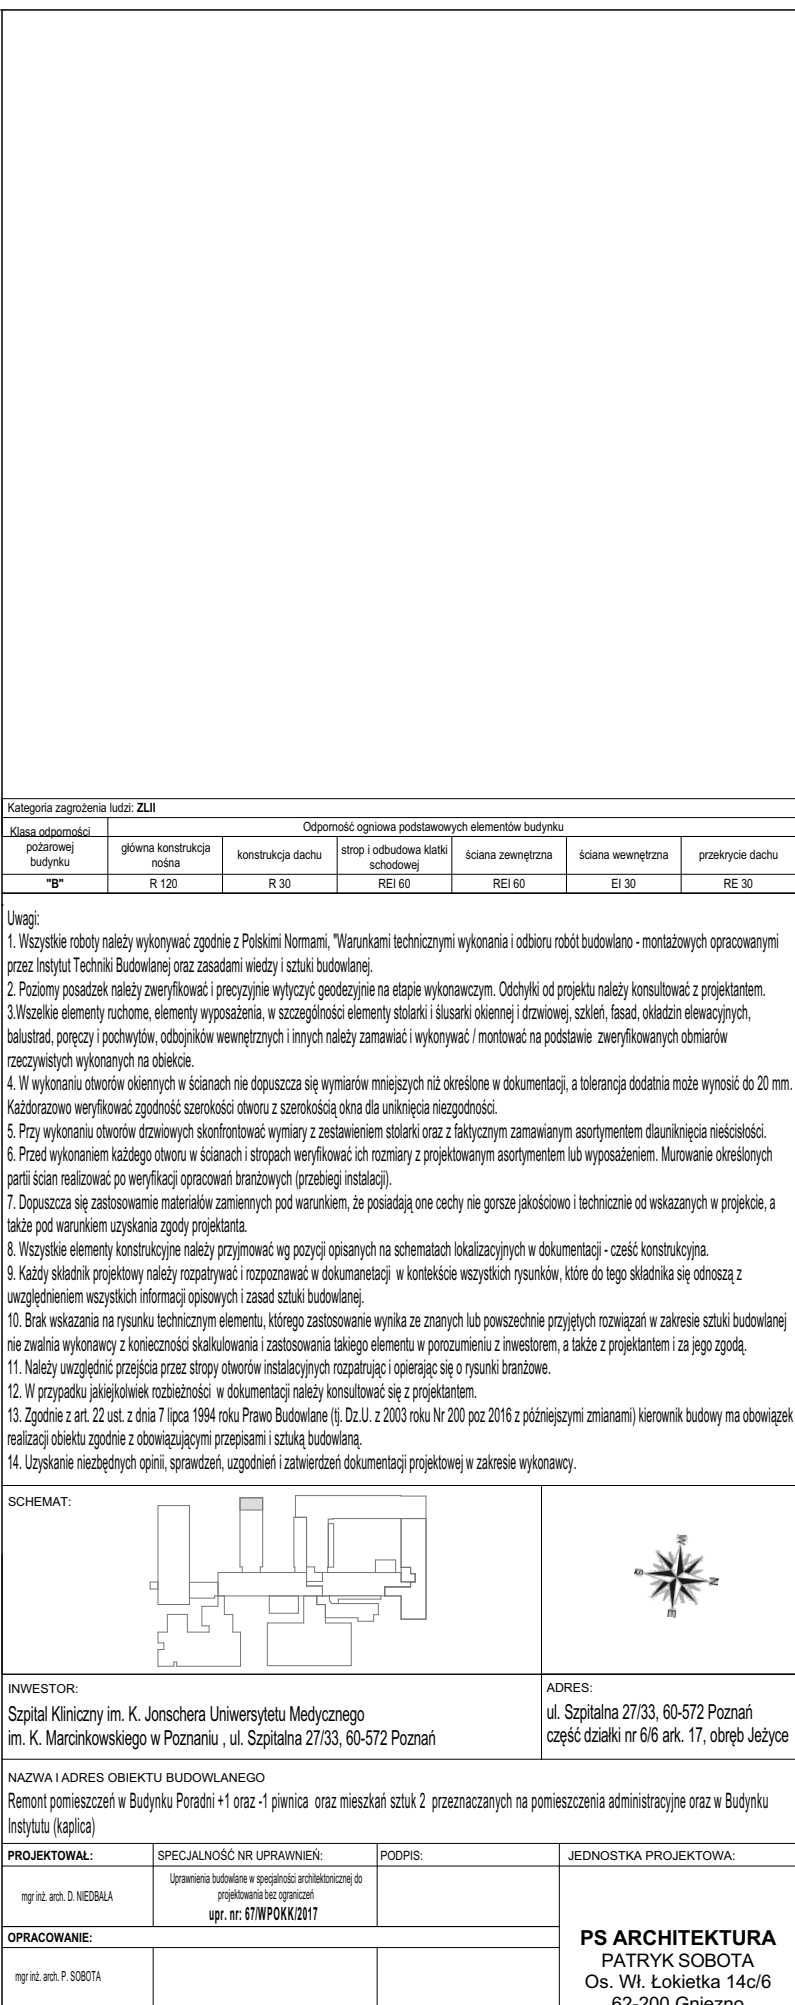 Kategoria zagrożenia ludzi: ZLII
Klasa odporności pożarowej budynku
Odporność ogniowa podstawowych elementów budynku
główna konstrukcja nośna
konstrukcja dachu
strop i odbudowa klatki schodowej
ściana zewnętrzna
ściana wewnętrzna
przekrycie dachu
"B" R 120 R 30 REI 60 REI 60 EI 30 RE 30
Uwagi:
1. Wszystkie roboty należy wykonywać zgodnie z Polskimi Normami, "Warunkami technicznymi wykonania i odbioru robót budowlano - montażowych opracowanymi
przez Instytut Techniki Budowlanej oraz zasadami wiedzy i sztuki budowlanej.
2. Poziomy posadzek należy zweryfikować i precyzyjnie wytyczyć geodezyjnie na etapie wykonawczym. Odchyłki od projektu należy konsultować z projektantem.
3.Wszelkie elementy ruchome, elementy wyposażenia, w szczególności elementy stolarki i ślusarki okiennej i drzwiowej, szkleń, fasad, okładzin elewacyjnych,
balustrad, poręczy i pochwytów, odbojników wewnętrznych i innych należy zamawiać i wykonywać / montować na podstawie zweryfikowanych obmiarów
rzeczywistych wykonanych na obiekcie.
4. W wykonaniu otworów okiennych w ścianach nie dopuszcza się wymiarów mniejszych niż określone w dokumentacji, a tolerancja dodatnia może wynosić do 20 mm.
Każdorazowo weryfikować zgodność szerokości otworu z szerokością okna dla uniknięcia niezgodności.
5. Przy wykonaniu otworów drzwiowych skonfrontować wymiary z zestawieniem stolarki oraz z faktycznym zamawianym asortymentem dlauniknięcia nieścisłości.
6. Przed wykonaniem każdego otworu w ścianach i stropach weryfikować ich rozmiary z projektowanym asortymentem lub wyposażeniem. Murowanie określonych
partii ścian realizować po weryfikacji opracowań branżowych (przebiegi instalacji).
7. Dopuszcza się zastosowamie materiałów zamiennych pod warunkiem, że posiadają one cechy nie gorsze jakościowo i technicznie od wskazanych w projekcie, a
także pod warunkiem uzyskania zgody projektanta.
8. Wszystkie elementy konstrukcyjne należy przyjmować wg pozycji opisanych na schematach lokalizacyjnych w dokumentacji - cześć konstrukcyjna.
9. Każdy składnik projektowy należy rozpatrywać i rozpoznawać w dokumanetacji w kontekście wszystkich rysunków, które do tego składnika się odnoszą z
uwzględnieniem wszystkich informacji opisowych i zasad sztuki budowlanej.
10. Brak wskazania na rysunku technicznym elementu, którego zastosowanie wynika ze znanych lub powszechnie przyjętych rozwiązań w zakresie sztuki budowlanej
nie zwalnia wykonawcy z konieczności skalkulowania i zastosowania takiego elementu w porozumieniu z inwestorem, a także z projektantem i za jego zgodą.
11. Należy uwzględnić przejścia przez stropy otworów instalacyjnych rozpatrując i opierając się o rysunki branżowe.
12. W przypadku jakiejkolwiek rozbieżności w dokumentacji należy konsultować się z projektantem.
13. Zgodnie z art. 22 ust. z dnia 7 lipca 1994 roku Prawo Budowlane (tj. Dz.U. z 2003 roku Nr 200 poz 2016 z późniejszymi zmianami) kierownik budowy ma obowiązek
realizacji obiektu zgodnie z obowiązującymi przepisami i sztuką budowlaną.
14. Uzyskanie niezbędnych opinii, sprawdzeń, uzgodnień i zatwierdzeń dokumentacji projektowej w zakresie wykonawcy.
SCHEMAT:
W
S
N
E
INWESTOR:
Szpital Kliniczny im. K. Jonschera Uniwersytetu Medycznego
im. K. Marcinkowskiego w Poznaniu , ul. Szpitalna 27/33, 60-572 Poznań
ADRES:
ul. Szpitalna 27/33, 60-572 Poznań
część działki nr 6/6 ark. 17, obręb Jeżyce
NAZWA I ADRES OBIEKTU BUDOWLANEGO
Remont pomieszczeń w Budynku Poradni +1 oraz -1 piwnica oraz mieszkań sztuk 2 przeznaczanych na pomieszczenia administracyjne oraz w Budynku
Instytutu (kaplica)
PROJEKTOWAŁ:
SPECJALNOŚĆ NR UPRAWNIEŃ:
PODPIS:
JEDNOSTKA PROJEKTOWA:
mgr inż. arch. D. NIEDBAŁA
Uprawnienia budowlane w specjalności architektonicznej do
projektowania bez ograniczeń
upr. nr: 67/WPOKK/2017
OPRACOWANIE:
mgr inż. arch. P. SOBOTA
PS ARCHITEKTURA
PATRYK SOBOTA
Os. Wł. Łokietka 14c/6
62-200 Gniezno